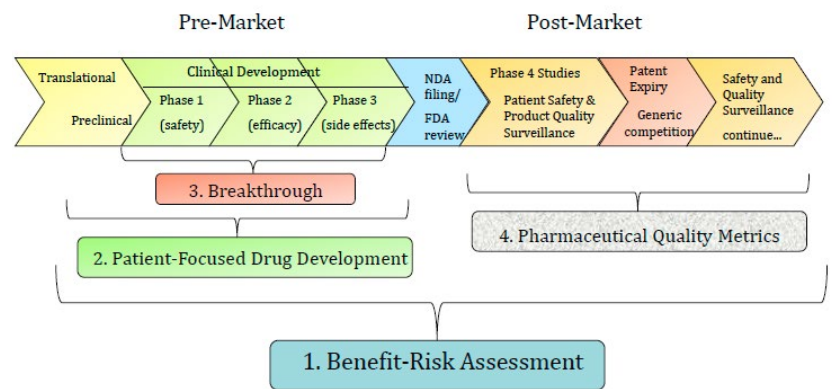 Pre-Market
Post-Market
Translational
Preclinical
Clinical Development
Phase 1
(safety)
Phase 2
(efficacy)
Phase 3
(side effects)
NDA
filing/
FDA
review
Phase 4 Studies
Patient Safety &
Product Quality
Surveillance
Patent
Expiry
Generic
competition
Safety and
Quality
Surveillance
continue...
3. Breakthrough
2. Patient-Focused Drug Development
4. Pharmaceutical Quality Metrics
1. Benefit-Risk Assessment